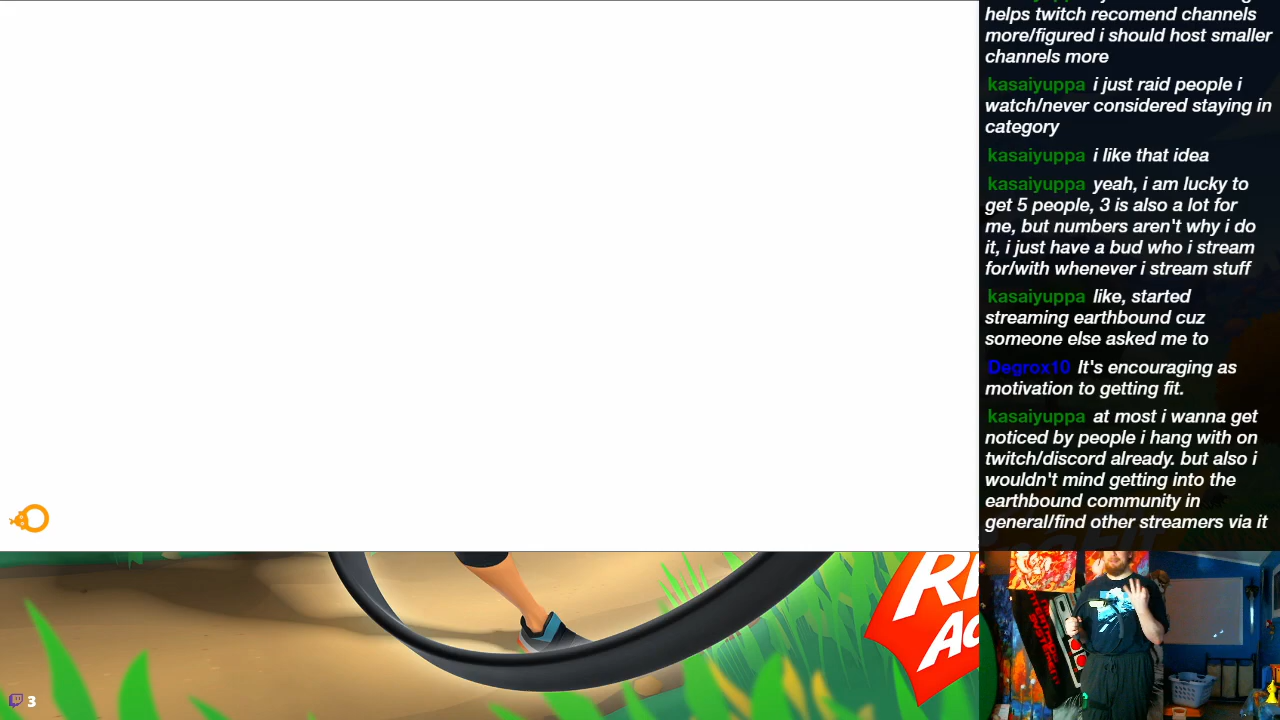 helps twitch recomend channels
more/figured i should host smaller
channels more
kasaiyuppa i just raid people i
watch/never considered staying in
category
kasaiyuppa i like that idea
kasaiyuppa yeah, i am lucky to
get 5 people, 3 is also a lot for
me, but numbers aren't why i do
it, i just have a bud who i stream
for/with whenever i stream stuff
kasaiyuppa like, started
streaming earthbound cuz
someone else asked me to
Degrox10 It's encouraging as
motivation to getting fit.
kasaiyuppa at most i wanna get
noticed by people i hang with on
twitch/discord already. but also i
wouldn't mind getting into the
earthbound community in
general/find other streamers via it
3